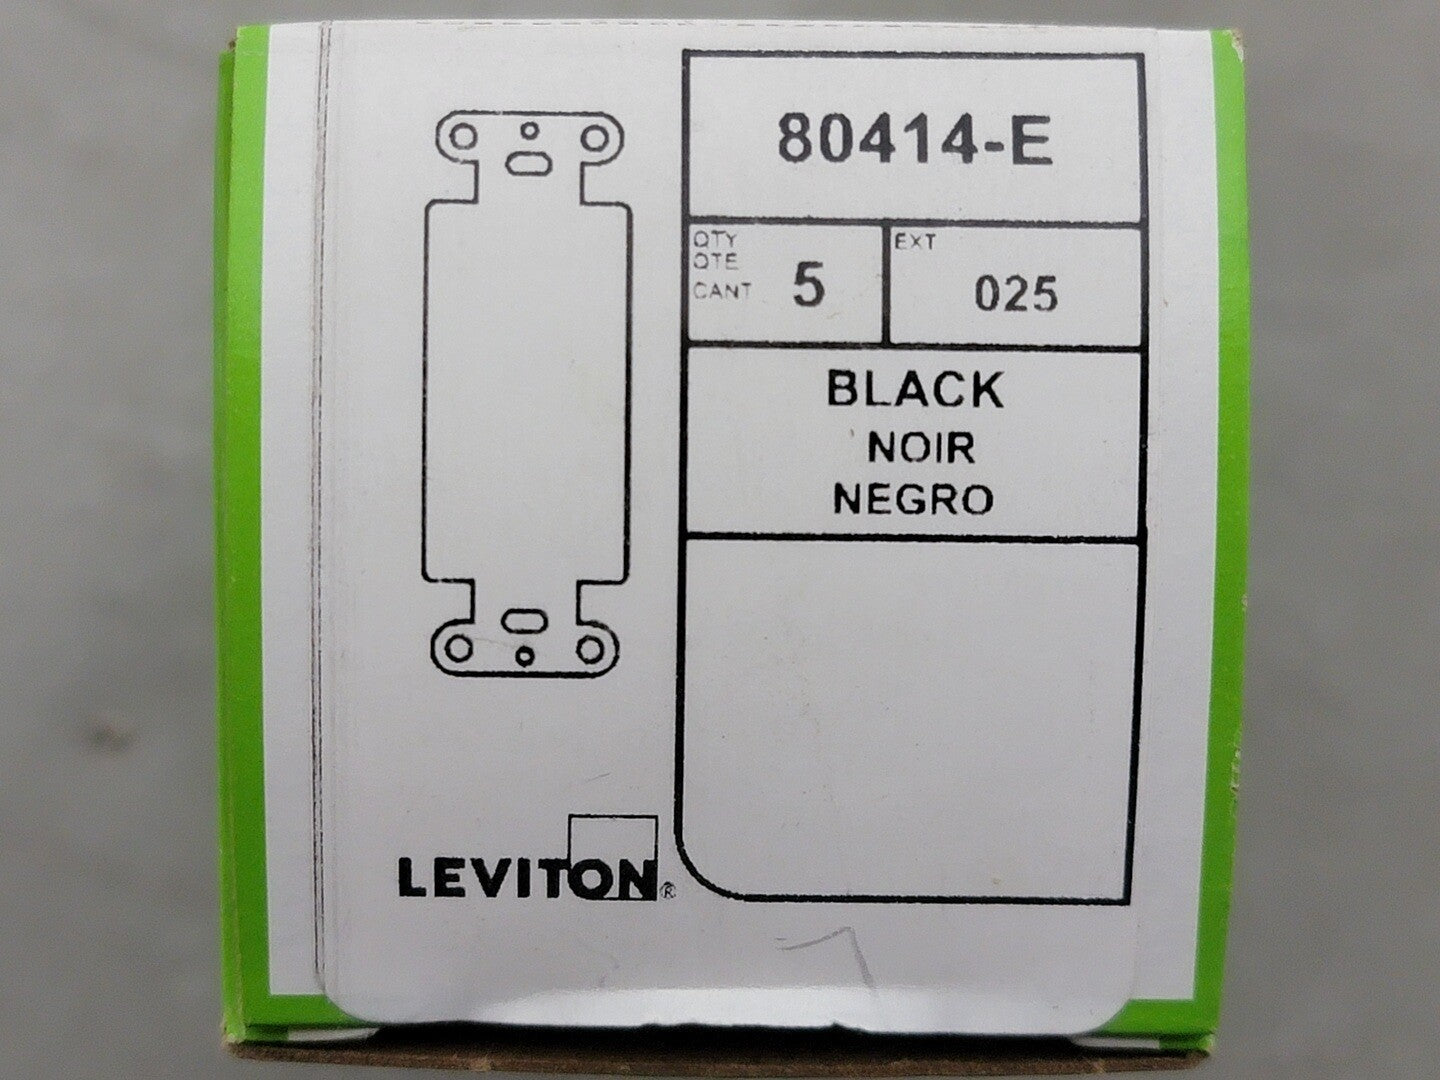 80414-E
QTY
QTE
CANT
5
EXT
025
BLACK
NOIR
NEGRO
LEVITON®